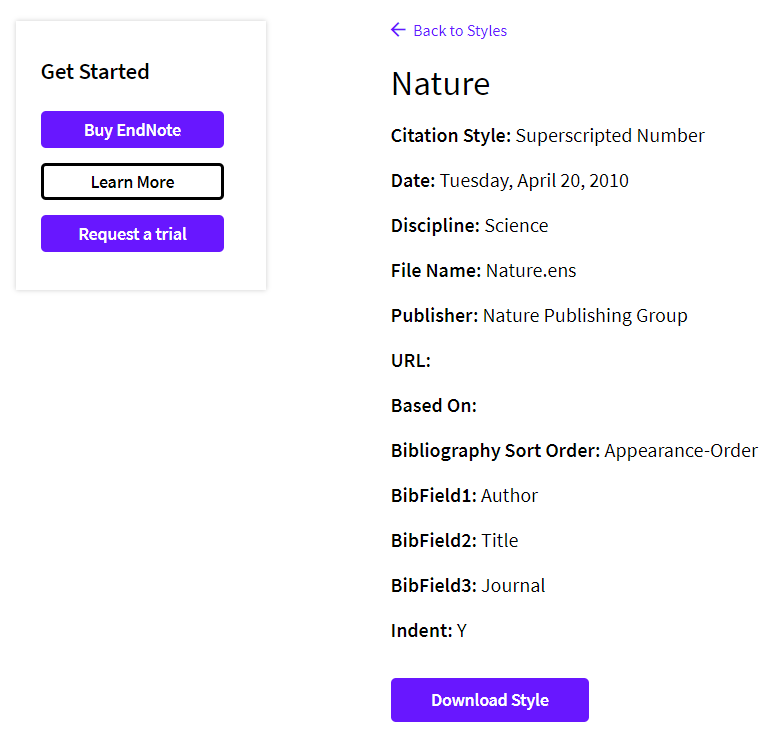 Get Started
Buy EndNote
Learn More
Request a trial
Back to Styles
Nature
Citation Style: Superscripted Number
Date: Tuesday, April 20, 2010
Discipline: Science
File Name: Nature.ens
Publisher: Nature Publishing Group
URL:
Based On:
Bibliography Sort Order: Appearance-Order
BibField1: Author
BibField2: Title
BibField3: Journal
Indent: Y
Download Style